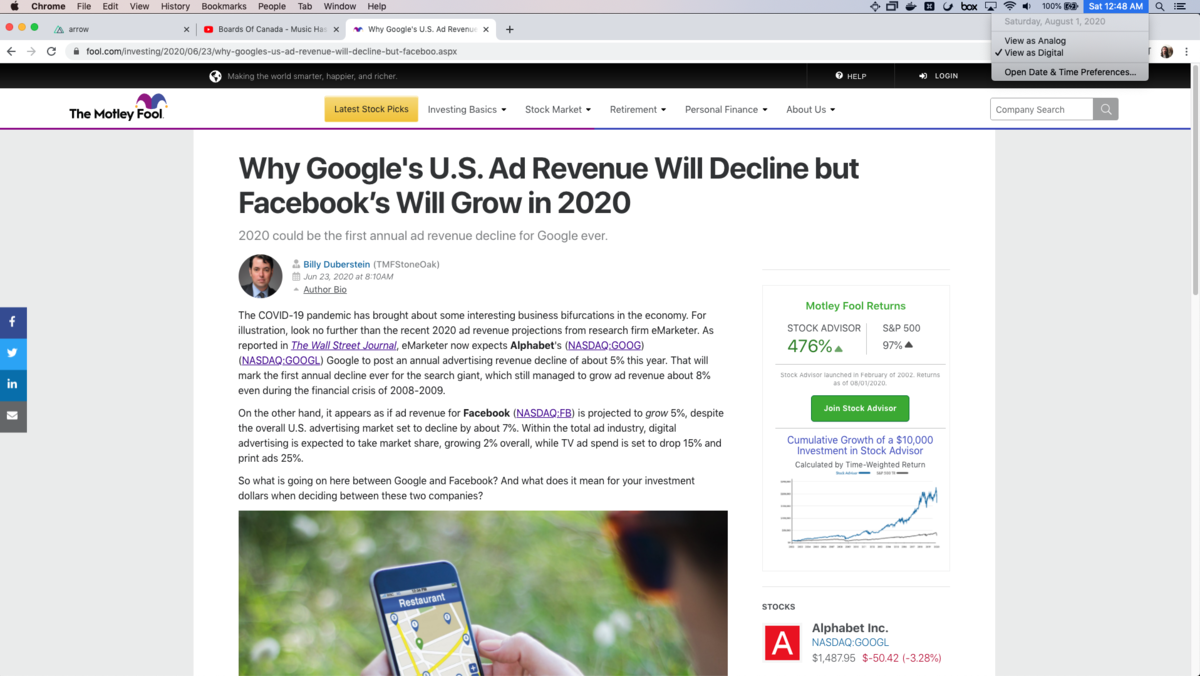 Chrome File Edit View History Bookmarks People Tab Window Help
box 100% Sat 12:48 AM
Saturday, August 1, 2020
View as Analog
✓ View as Digital
Open Date & Time Preferences...
arrow
Boards Of Canada - Music Has
Why Google's U.S. Ad Revenue
fool.com/investing/2020/06/23/why-googles-us-ad-revenue-will-decline-but-faceboo.aspx
Making the world smarter, happier, and richer.
HELP
LOGIN
The Motley Fool.
Latest Stock Picks
Investing Basics
Stock Market
Retirement
Personal Finance
About Us
Company Search
Why Google's U.S. Ad Revenue Will Decline but
Facebook’s Will Grow in 2020
2020 could be the first annual ad revenue decline for Google ever.
Billy Duberstein (TMFStoneOak)
Jun 23, 2020 at 8:10AM
Author Bio
The COVID-19 pandemic has brought about some interesting business bifurcations in the economy. For
illustration, look no further than the recent 2020 ad revenue projections from research firm eMarketer. As
reported in The Wall Street Journal, eMarketer now expects Alphabet's (NASDAQ:GOOG)
(NASDAQ:GOOGL) Google to post an annual advertising revenue decline of about 5% this year. That will
mark the first annual decline ever for the search giant, which still managed to grow ad revenue about 8%
even during the financial crisis of 2008-2009.
On the other hand, it appears as if ad revenue for Facebook (NASDAQ:FB) is projected to grow 5%, despite
the overall U.S. advertising market set to decline by about 7%. Within the total ad industry, digital
advertising is expected to take market share, growing 2% overall, while TV ad spend is set to drop 15% and
print ads 25%.
So what is going on here between Google and Facebook? And what does it mean for your investment
dollars when deciding between these two companies?
Restaurant
Motley Fool Returns
STOCK ADVISOR
S&P 500
476%
97%
Stock Advisor launched in February of 2002. Returns
as of 08/01/2020.
Join Stock Advisor
Cumulative Growth of a $10,000
Investment in Stock Advisor
Calculated by Time-Weighted Return
Stock Advisor
STOCKS
A
Alphabet Inc.
NASDAQ:GOOGL
$1,487.95 $-50.42 (-3.28%)